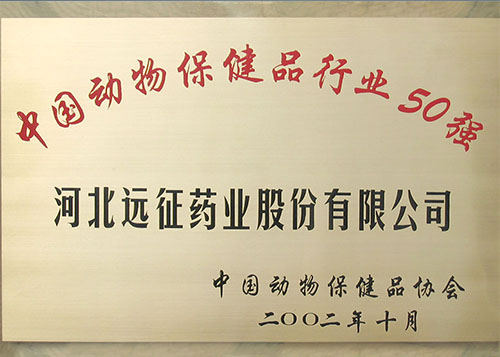 中国动物保健品行业50强
河北远征药业股份有限公司
中国动物保健品协会
二〇〇二年十月